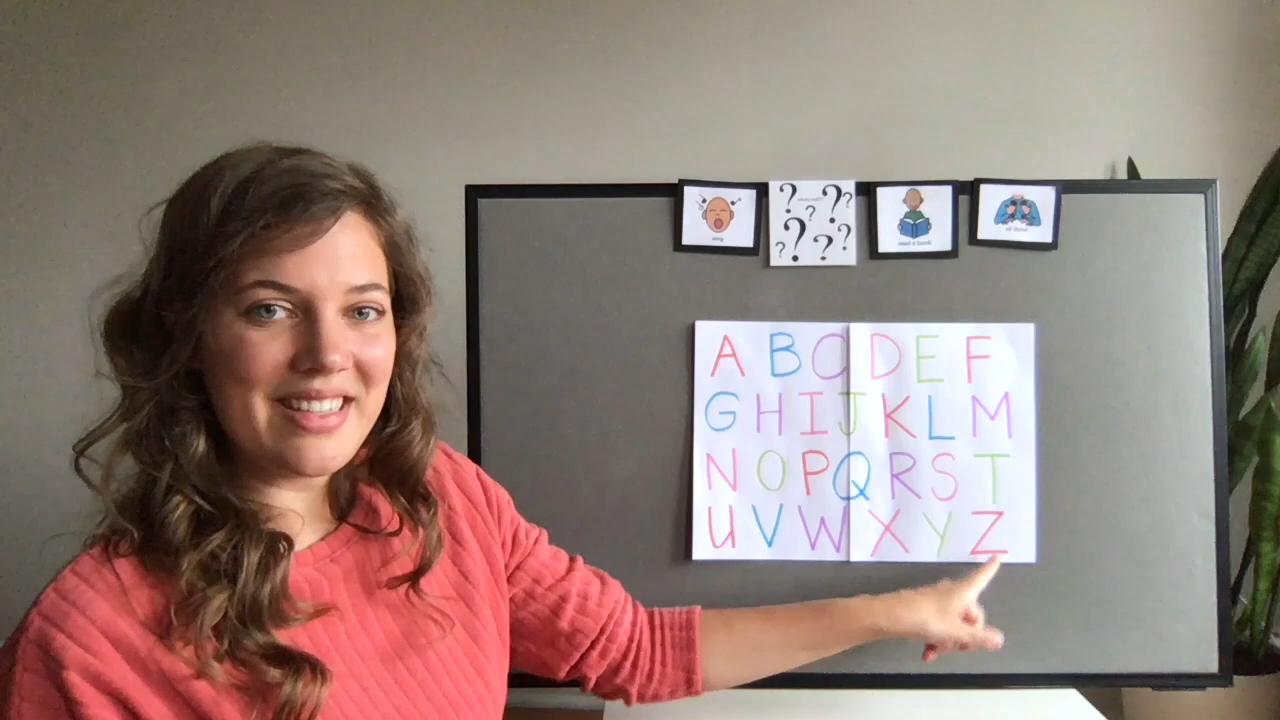 sing
? ? ? ? ? ? ? ?
read a book
all done
A B C D E F
G H I J K L M
N O P Q R S T
U V W X Y Z